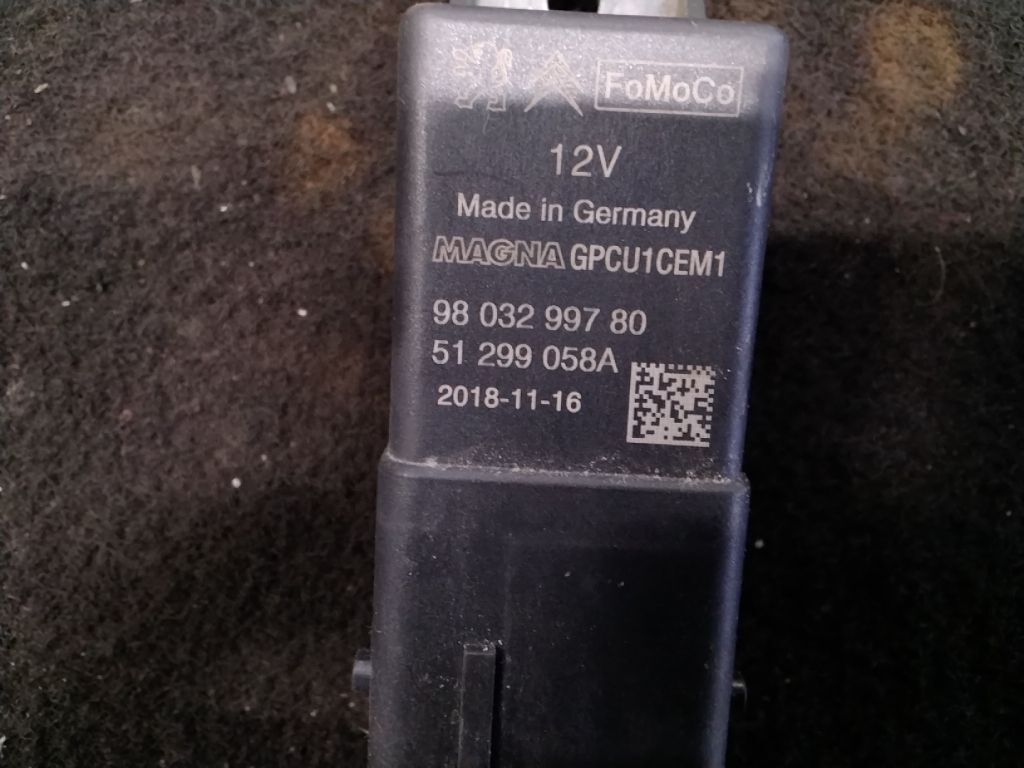 FoMoCo
12V
Made in Germany
MAGNA GPCU1CEM1
98 032 997 80
51 299 058A
2018-11-16